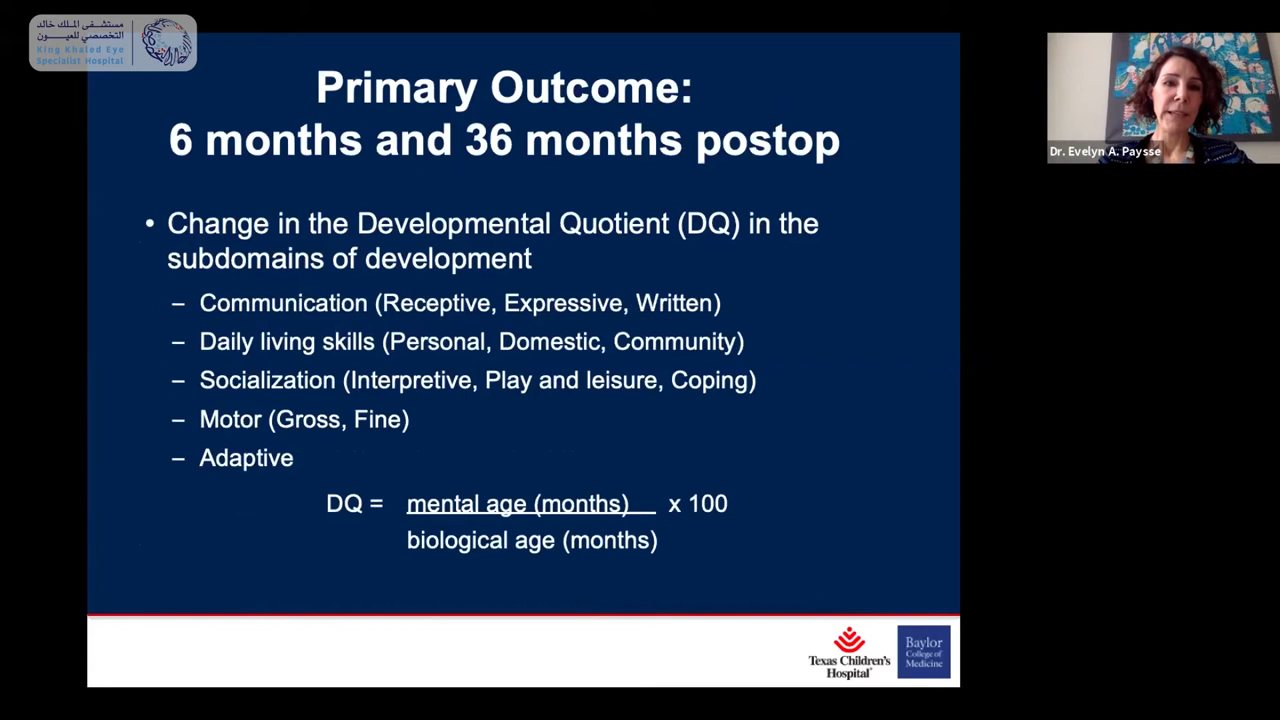 مستشفى الملك خالد
التخصصي للعيون
King Khaled Eye
Specialist Hospital
Primary Outcome:
6 months and 36 months postop
• Change in the Developmental Quotient (DQ) in the
subdomains of development
– Communication (Receptive, Expressive, Written)
– Daily living skills (Personal, Domestic, Community)
– Socialization (Interpretive, Play and leisure, Coping)
– Motor (Gross, Fine)
– Adaptive
DQ = mental age (months) x 100
biological age (months)
Texas Children's
Hospital
Baylor
College of
Medicine
Dr. Evelyn A. Paysse